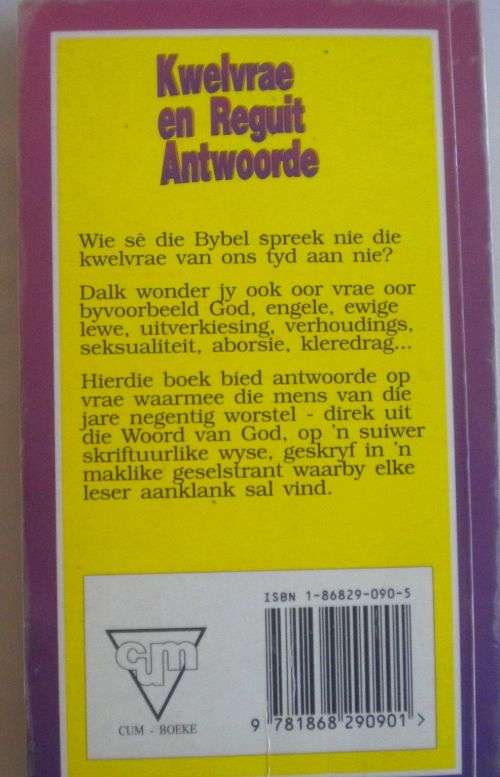 Kwelvrae
en Reguit
Antwoorde
Wie sê die Bybel spreek nie die
kwelvrae van ons tyd aan nie?
Dalk wonder jy ook oor vrae oor
byvoorbeeld God, engele, ewige
lewe, uitverkiesing, verhoudings,
seksualiteit, aborsie, kleredrag...
Hierdie boek bied antwoorde op
vrae waarmee die mens van die
jare negentig worstel - direk uit
die Woord van God, op 'n suiwer
skriftuurlike wyse, geskryf in 'n
maklike geselstrant waarby elke
leser aanklank sal vind.
ISBN 1-86829-090-5
cum
CUM - BOEKE
9 781868 290901 >